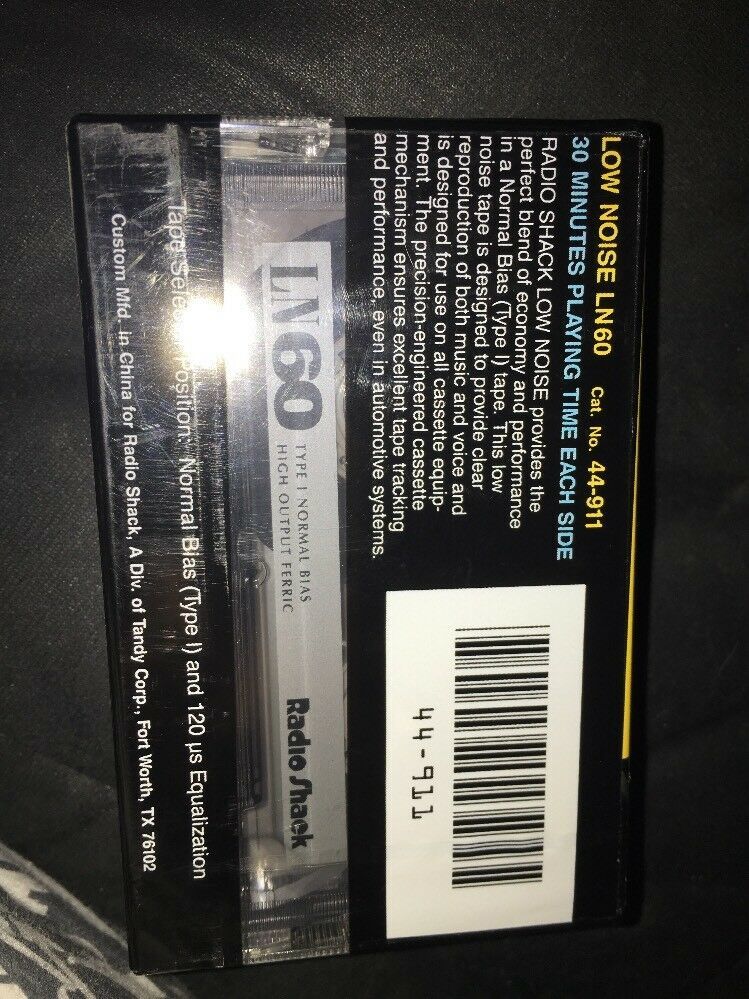 LOW NOISE LN60 Cat. No. 44-911
30 MINUTES PLAYING TIME EACH SIDE
RADIO SHACK LOW NOISE provides the
perfect blend of economy and performance
in a Normal Bias (Type I) tape. This low
noise tape is designed to provide clear
reproduction of both music and voice and
is designed for use on all cassette equip-
ment. The precision-engineered cassette
mechanism ensures excellent tape tracking
and performance, even in automotive systems.
44-911
LN 60 TYPE I NORMAL BIAS
HIGH OUTPUT FERRIC
Radio Shack
Tape Position: Normal Bias (Type I) and 120 µs Equalization
Custom Mfd. in China for Radio Shack, A Div. of Tandy Corp., Fort Worth, TX 76102